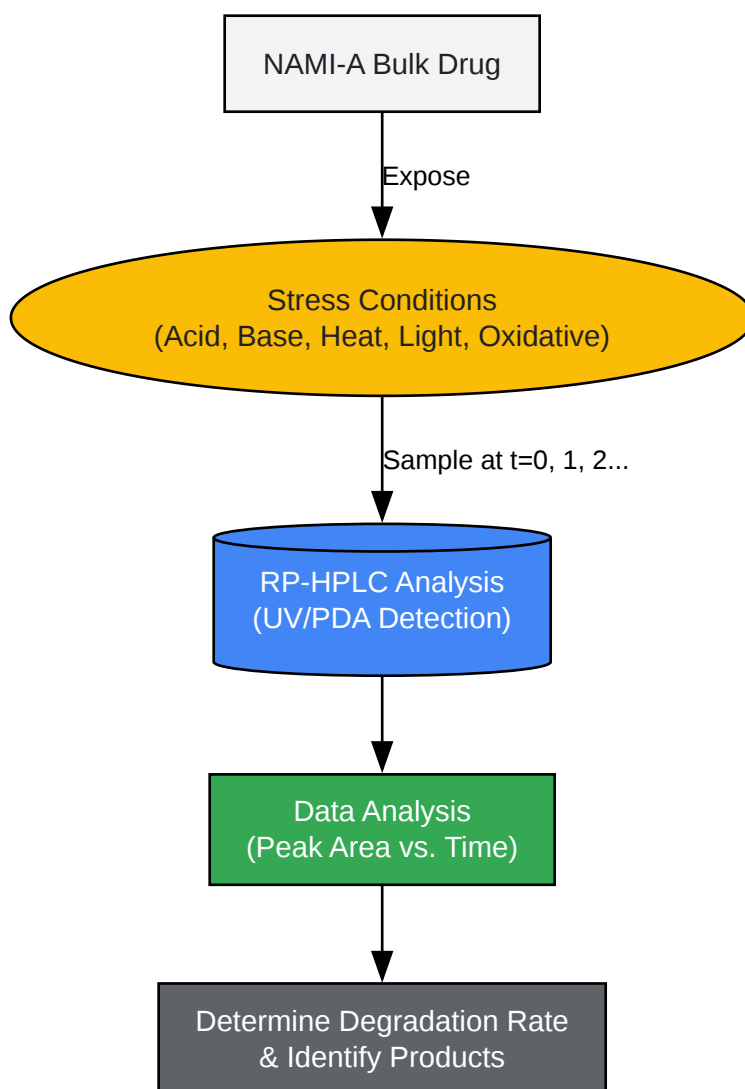 NAMI-A Bulk Drug
Expose
Stress Conditions
(Acid, Base, Heat, Light, Oxidative)
Sample at t=0, 1, 2...
RP-HPLC Analysis
(UV/PDA Detection)
Data Analysis
(Peak Area vs. Time)
Determine Degradation Rate
& Identify Products